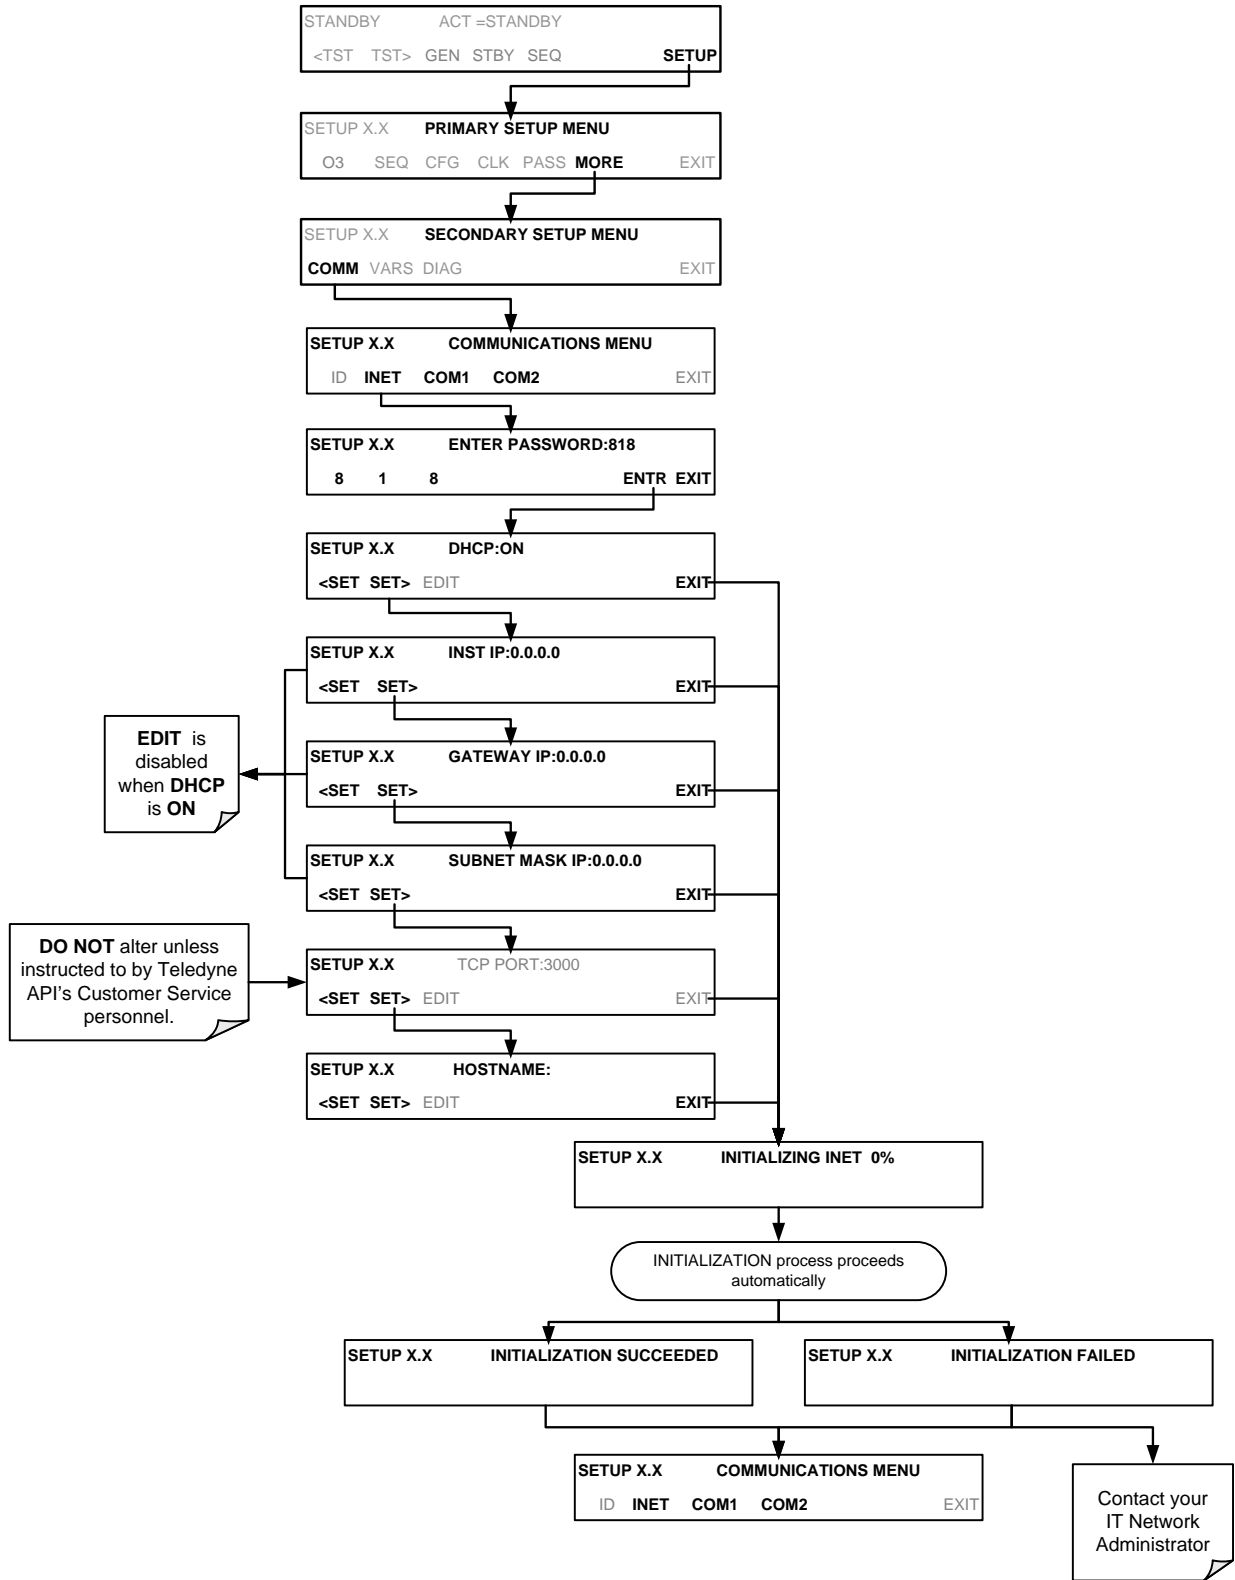 STANDBY ACT =STANDBY
<TST TST> GEN STBY SEQ SETUP
SETUP X.X PRIMARY SETUP MENU
O3 SEQ CFG CLK PASS MORE EXIT
SETUP X.X SECONDARY SETUP MENU
COMM VARS DIAG EXIT
SETUP X.X COMMUNICATIONS MENU
ID INET COM1 COM2 EXIT
SETUP X.X ENTER PASSWORD:818
8 1 8 ENTR EXIT
SETUP X.X DHCP:ON
<SET SET> EDIT EXIT
SETUP X.X INST IP:0.0.0.0
<SET SET> EXIT
EDIT is
disabled
when DHCP
is ON
SETUP X.X GATEWAY IP:0.0.0.0
<SET SET> EXIT
SETUP X.X SUBNET MASK IP:0.0.0.0
<SET SET> EXIT
DO NOT alter unless
instructed to by Teledyne
API's Customer Service
personnel.
SETUP X.X TCP PORT:3000
<SET SET> EDIT EXIT
SETUP X.X HOSTNAME:
<SET SET> EDIT EXIT
SETUP X.X INITIALIZING INET 0%
INITIALIZATION process proceeds
automatically
SETUP X.X INITIALIZATION SUCCEEDED
SETUP X.X INITIALIZATION FAILED
SETUP X.X COMMUNICATIONS MENU
ID INET COM1 COM2 EXIT
Contact your
IT Network
Administrator